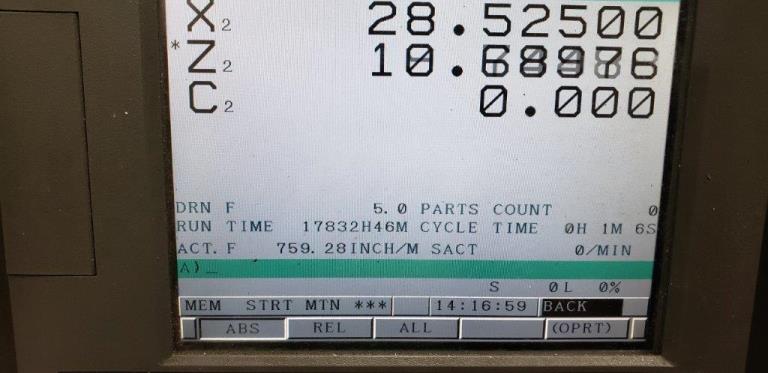 X₂ 28.52500
*Z₂
C₂ 0.000
DRN F 5.0 PARTS COUNT 0
RUN TIME 17832H46M CYCLE TIME 0H 1M 6S
ACT. F 759.28INCH/M SACT 0/MIN
A)_
S 0L 0%
MEM STRT MTN *** 14:16:59 BACK
ABS REL ALL (OPRT)